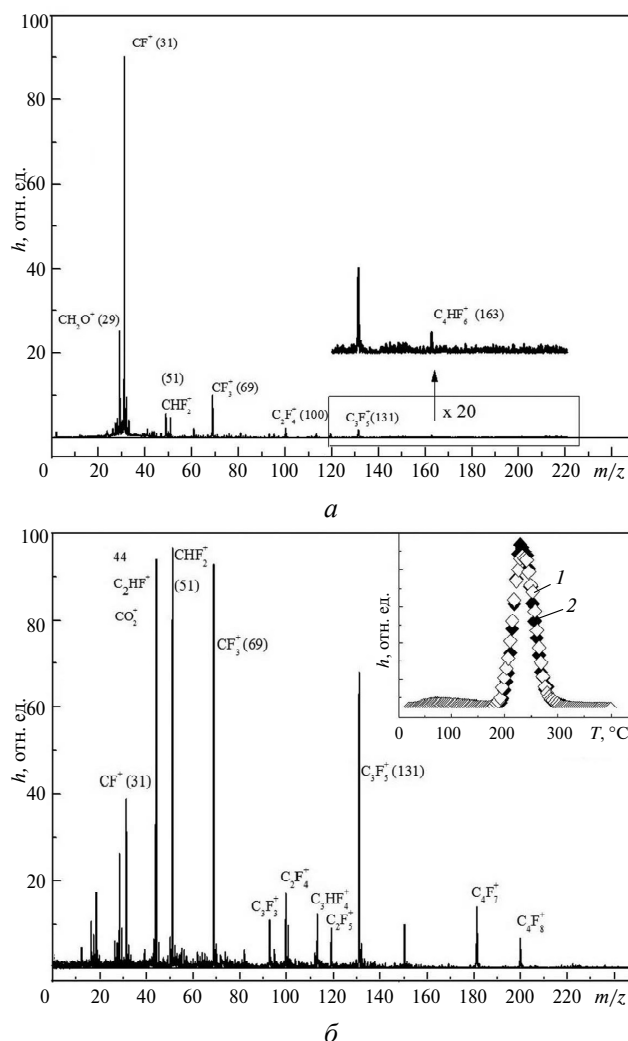 100
80
60
40
20
h, отн. ед.
CF⁺ (31)
CH₂O⁺ (29)
(51)
CHF₂⁺
CF₃⁺ (69)
C₂F₄⁺ (100)
C₃F₅⁺ (131)
C₄HF₆⁺ (163)
x 20
0 20 40 60 80 100 120 140 160 180 200 220 m/z
а
100
80
60
40
20
h, отн. ед.
44
C₂HF⁺
CO₂⁺
CHF₂⁺
(51)
CF₃⁺ (69)
CF⁺ (31)
C₃F₃⁺
C₂F₄⁺
C₃HF₄⁺
C₂F₅⁺
C₃F₅⁺ (131)
C₄F₇⁺
C₄F₈⁺
h, отн. ед.
1
2
0 100 200 300 T, °C
0 20 40 60 80 100 120 140 160 180 200 220 m/z
б